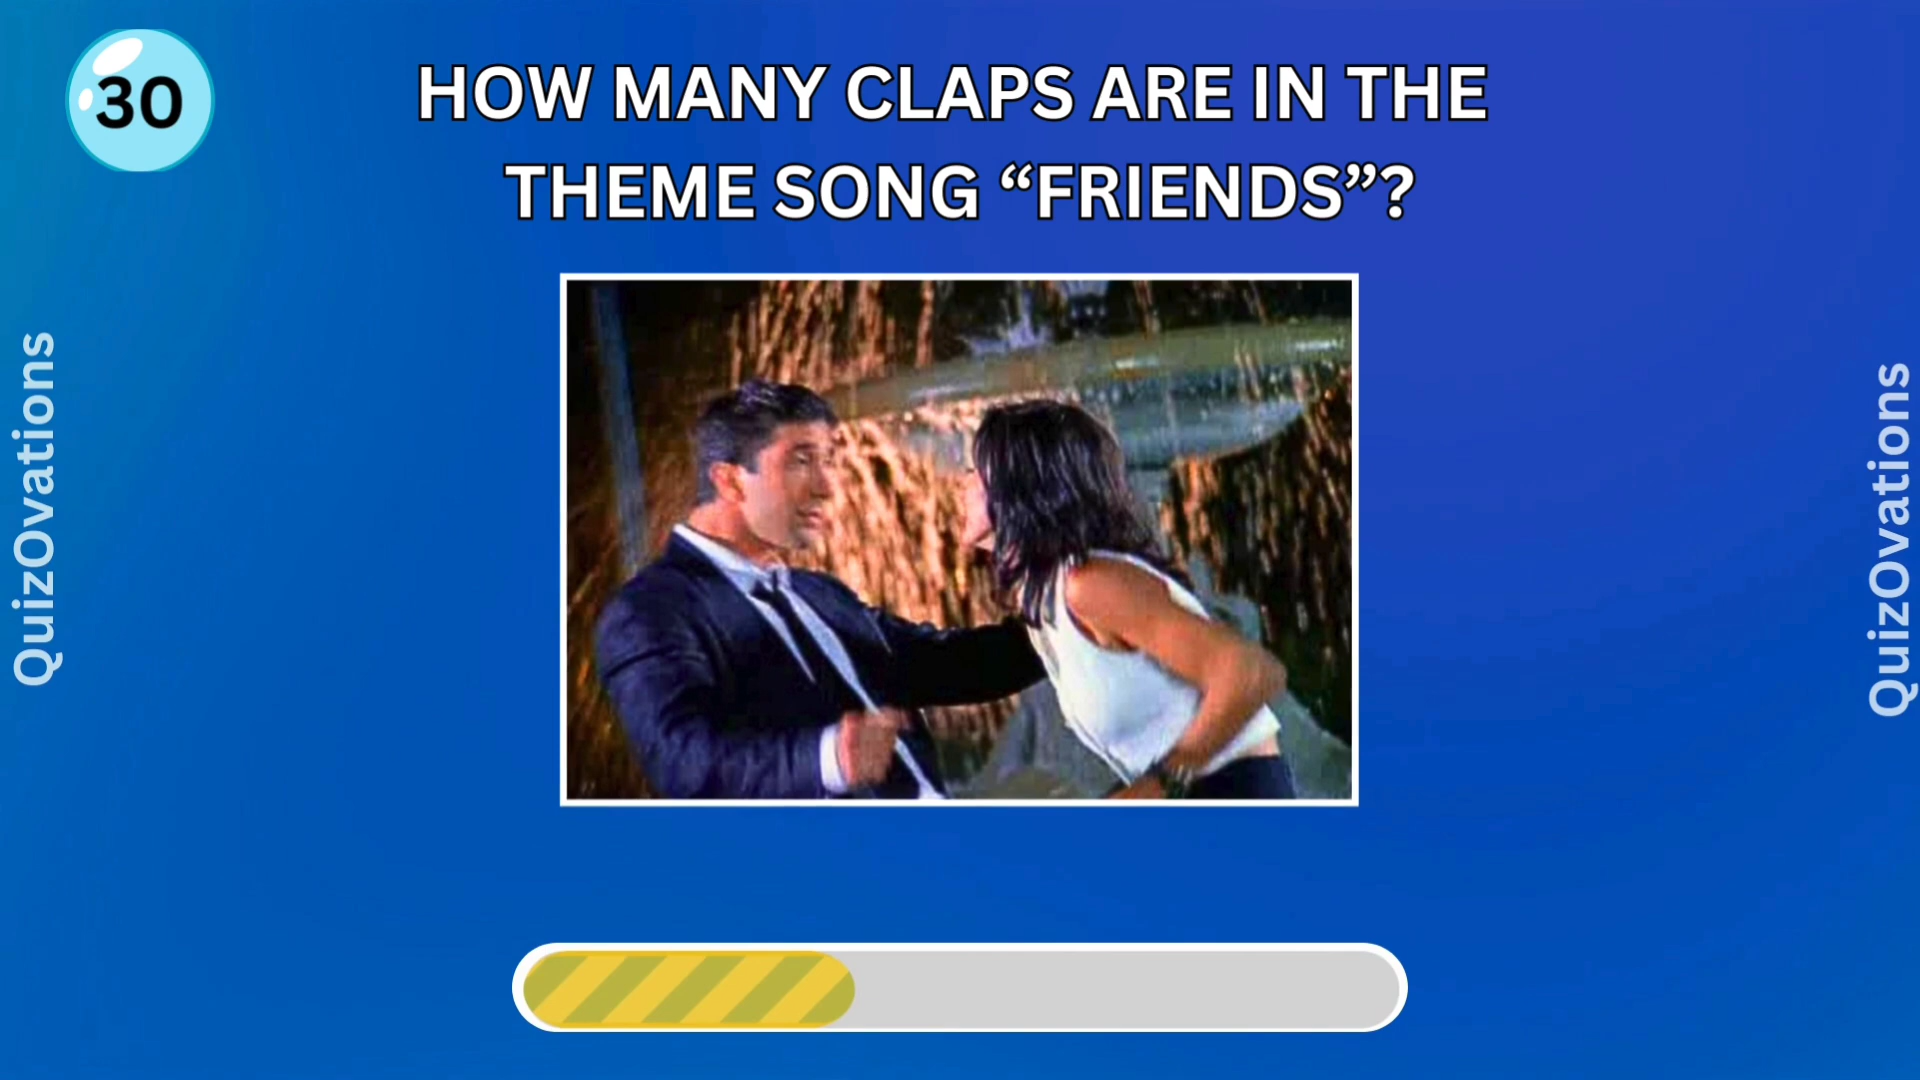 30
HOW MANY CLAPS ARE IN THE
THEME SONG “FRIENDS”?
QuizOvations
QuizOvations